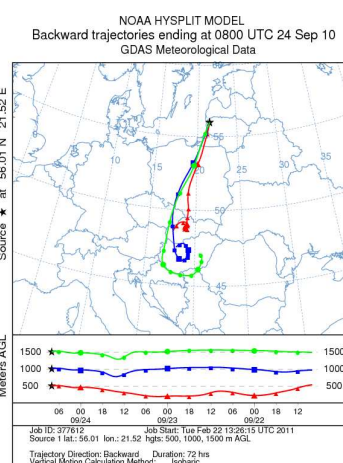 NOAA HYSPLIT MODEL
Backward trajectories ending at 0800 UTC 24 Sep 10
GDAS Meteorological Data
Source ★ at 56.01 N 21.52 E
55
10
15
20
25
30
35
50
45
Meters AGL
1500
1000
500
1500
1000
500
06 00 18 12 06 00 18 12 06 00 18 12
09/24 09/23 09/22
Job ID: 377612 Job Start: Tue Feb 22 13:26:15 UTC 2011
Source 1 lat.: 56.01 lon.: 21.52 hgts: 500, 1000, 1500 m AGL
Trajectory Direction: Backward Duration: 72 hrs
Vertical Motion Calculation Method: Isobaric